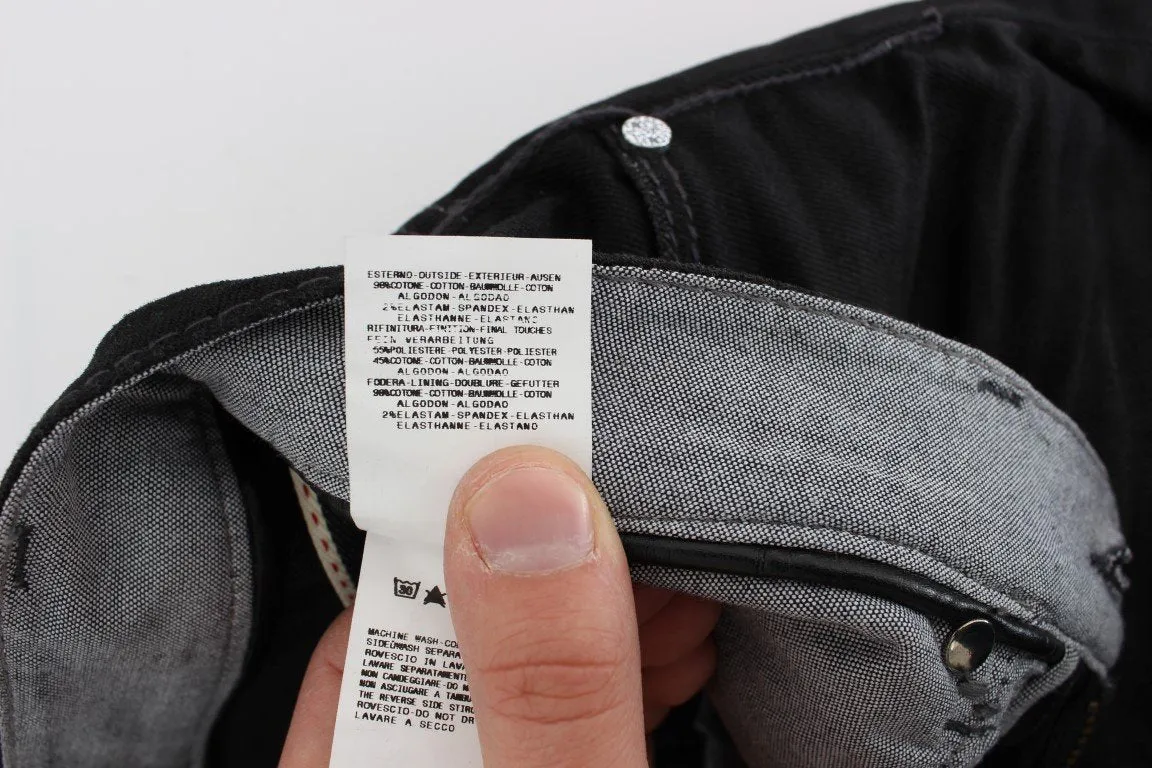 ESTERNO-OUTSIDE-EXTERIEUR-AUSEN
98%COTONE-COTTON-BAUMWOLLE-COTON
ALGODON-ALGODAO
2%ELASTAM-SPANDEX-ELASTHAN
ELASTHANNE-ELASTANO
RIFINITURA-FINITION-FINAL TOUCHES
FEIN VERARBEITUNG
55%POLIESTERE-POLYESTER-POLIESTER
45%COTONE-COTTON-BAUMWOLLE-COTON
ALGODON-ALGODAO
FODERA-LINING-DOUBLURE-GEFUTTER
98%COTONE-COTTON-BAUMWOLLE-COTON
ALGODON-ALGODAO
2%ELASTAM-SPANDEX-ELASTHAN
ELASTHANNE-ELASTANO
30
MACHINE WASH-CO
SIDE WASH SEPARA
ROVESCIO IN LAV
LAVARE SEPARATAMENTE
NON CANDEGGIARE-DO
NON ASCIUGARE A TAMBU
THE REVERSE SIDE STIR
ROVESCIO-DO NOT DR
LAVARE A SECCO